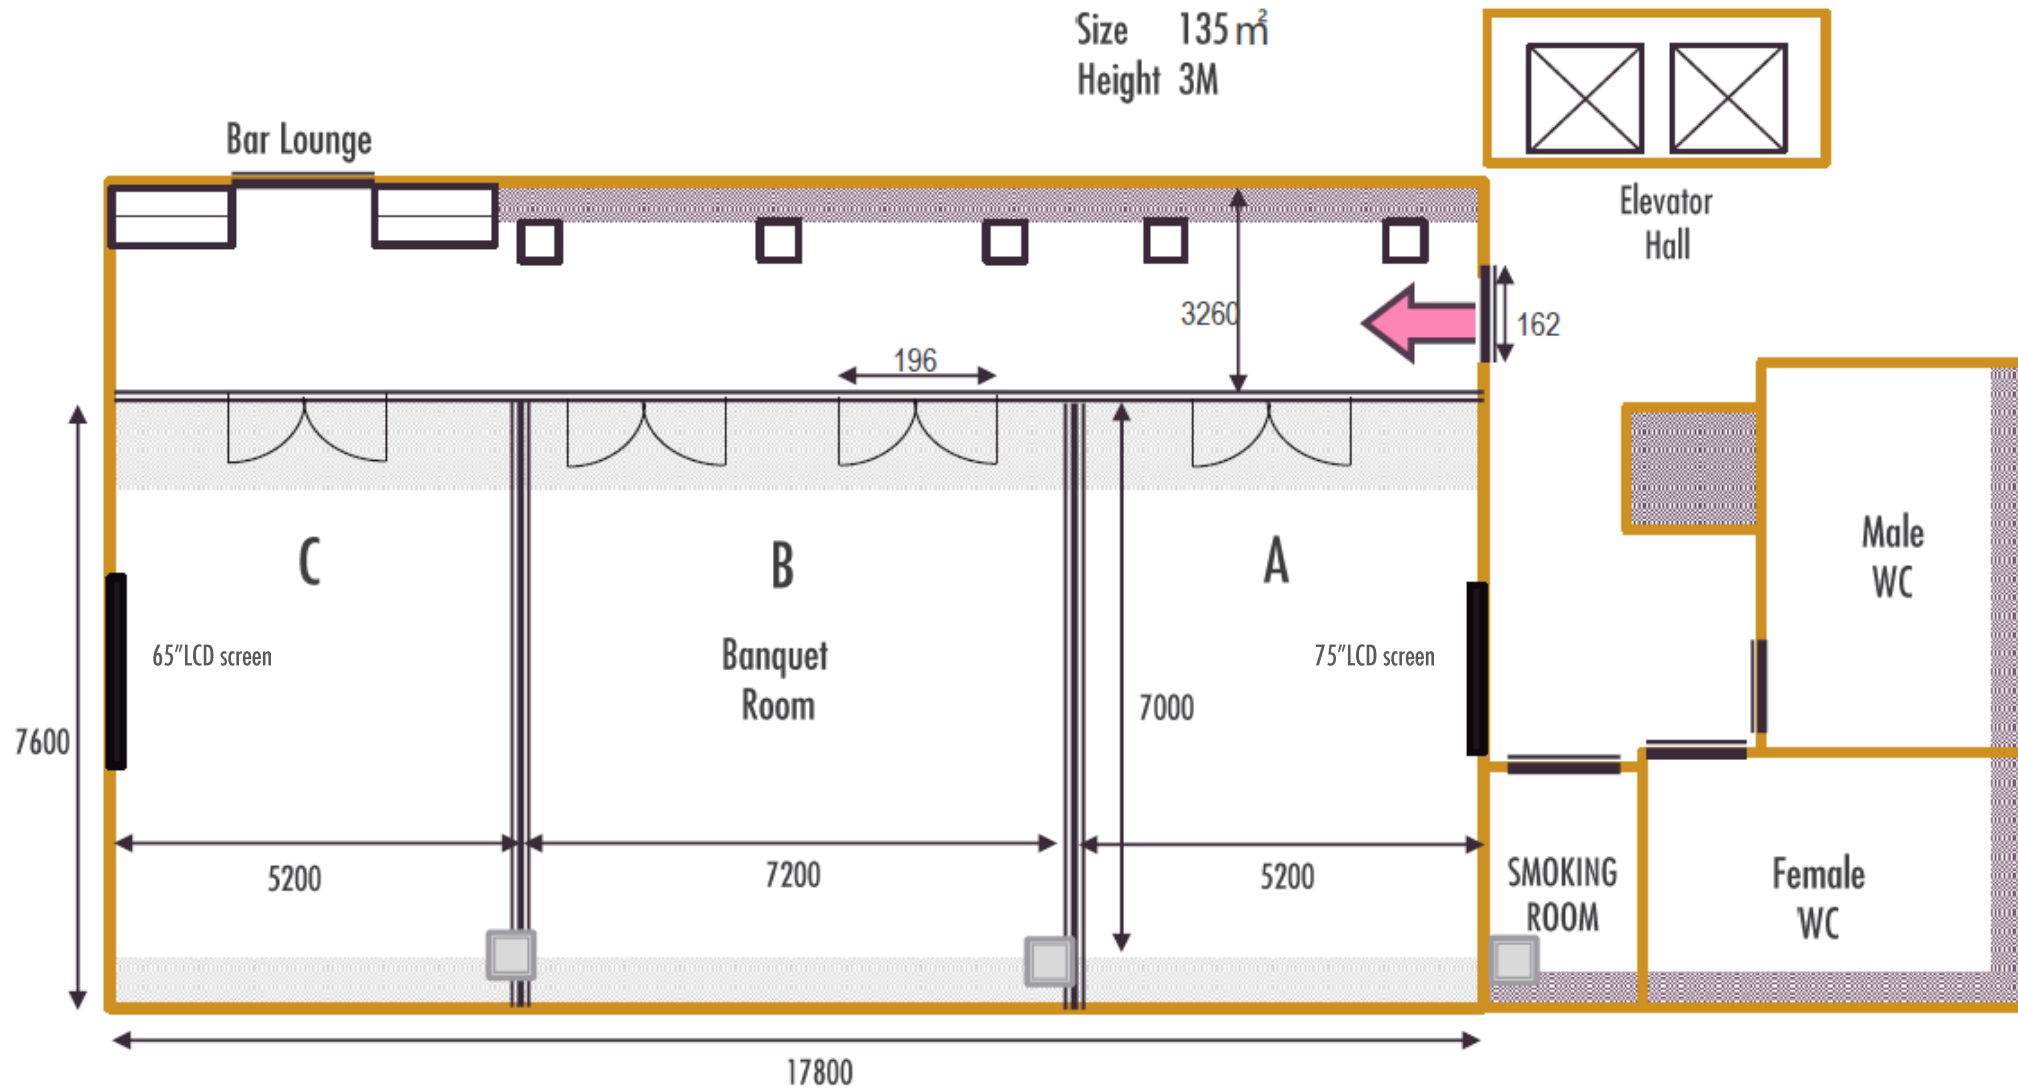 Size 135㎡
Height 3M
Bar Lounge
Elevator
Hall
3260
162
196
C
B
A
Male
WC
65"LCD screen
Banquet
Room
75"LCD screen
7000
7600
5200
7200
5200
SMOKING
ROOM
Female
WC
17800